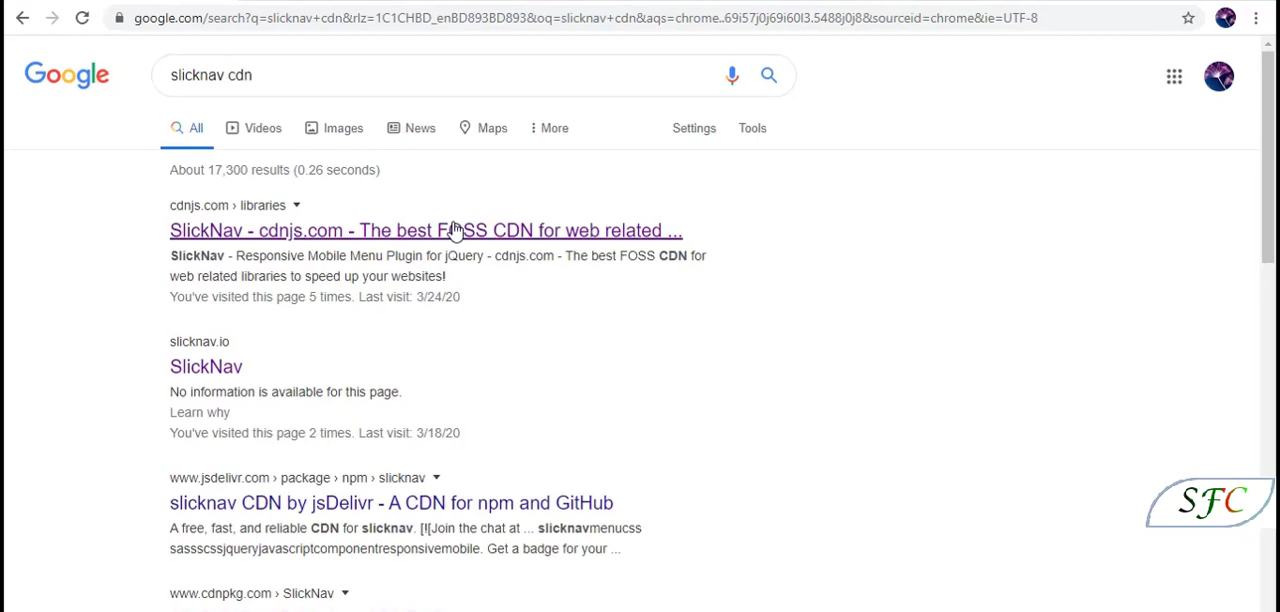 google.com/search?q=slicknav+cdn&rlz=1C1CHBD_enBD893BD893&oq=slicknav+cdn&aqs=chrome..69i57j0j69i60l3.5488j0j8&sourceid=chrome&ie=UTF-8
Google
slicknav cdn
All Videos Images News Maps More Settings Tools
About 17,300 results (0.26 seconds)
cdnjs.com › libraries
SlickNav - cdnjs.com - The best FOSS CDN for web related ...
SlickNav - Responsive Mobile Menu Plugin for jQuery - cdnjs.com - The best FOSS CDN for
web related libraries to speed up your websites!
You've visited this page 5 times. Last visit: 3/24/20
slicknav.io
SlickNav
No information is available for this page.
Learn why
You've visited this page 2 times. Last visit: 3/18/20
www.jsdelivr.com › package › npm › slicknav
slicknav CDN by jsDelivr - A CDN for npm and GitHub
A free, fast, and reliable CDN for slicknav. [![Join the chat at ... slicknavmenucss
sassscssjqueryjavascriptcomponentresponsivemobile. Get a badge for your ...
SFC
www.cdnpkg.com › SlickNav